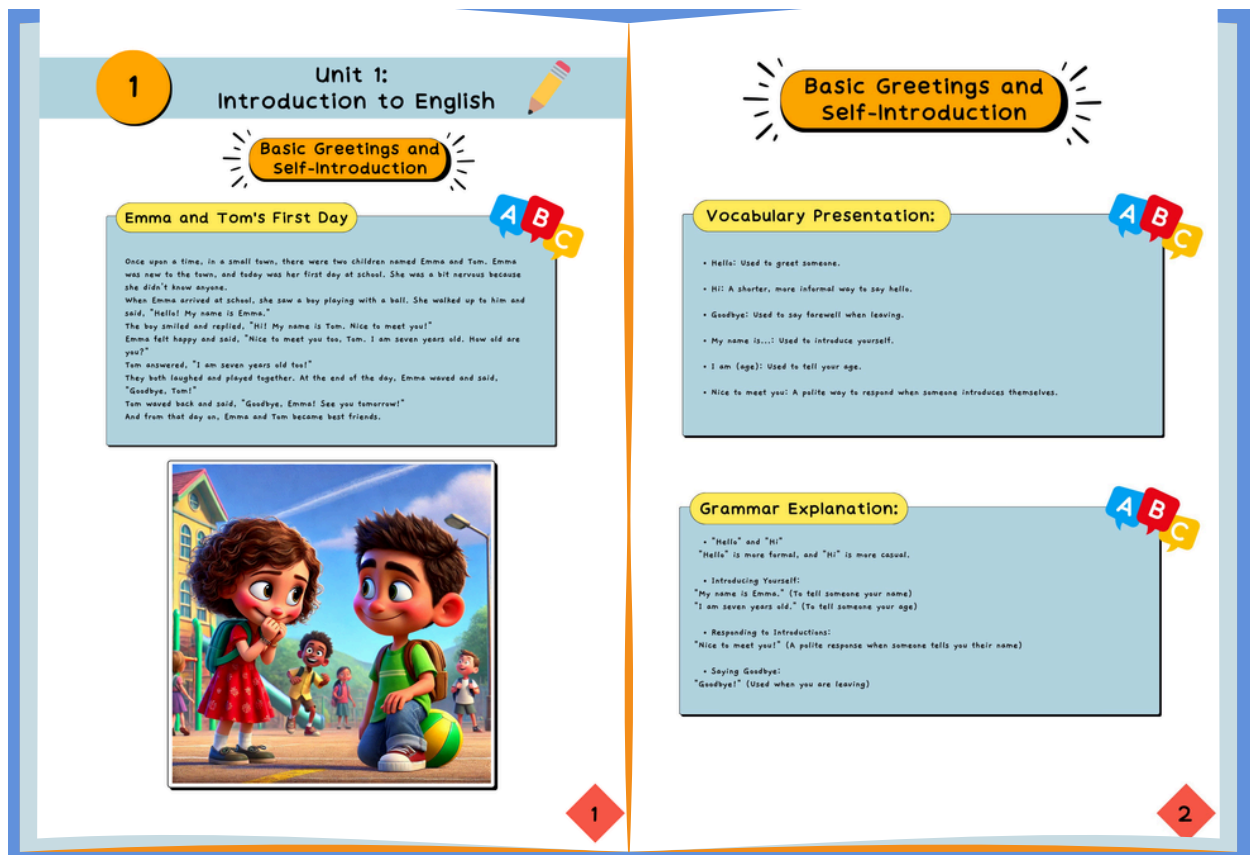 1
Unit 1:
Introduction to English
Basic Greetings and
Self-Introduction
Emma and Tom's First Day
A B C
Once upon a time, in a small town, there were two children named Emma and Tom. Emma
was new to the town, and today was her first day at school. She was a bit nervous because
she didn't know anyone.
When Emma arrived at school, she saw a boy playing with a ball. She walked up to him and
said, "Hello! My name is Emma."
The boy smiled and replied, "Hi! My name is Tom. Nice to meet you!"
Emma felt happy and said, "Nice to meet you too, Tom. I am seven years old. How old are
you?"
Tom answered, "I am seven years old too!"
They both laughed and played together. At the end of the day, Emma waved and said,
"Goodbye, Tom!"
Tom waved back and said, "Goodbye, Emma! See you tomorrow!"
And from that day on, Emma and Tom became best friends.
1
Basic Greetings and
Self-Introduction
Vocabulary Presentation:
A B C
• Hello: Used to greet someone.
• Hi: A shorter, more informal way to say hello.
• Goodbye: Used to say farewell when leaving.
• My name is...: Used to introduce yourself.
• I am (age): Used to tell your age.
• Nice to meet you: A polite way to respond when someone introduces themselves.
Grammar Explanation:
A B C
• "Hello" and "Hi"
"Hello" is more formal, and "Hi" is more casual.
• Introducing Yourself:
"My name is Emma." (To tell someone your name)
"I am seven years old." (To tell someone your age)
• Responding to Introductions:
"Nice to meet you!" (A polite response when someone tells you their name)
• Saying Goodbye:
"Goodbye!" (Used when you are leaving)
2